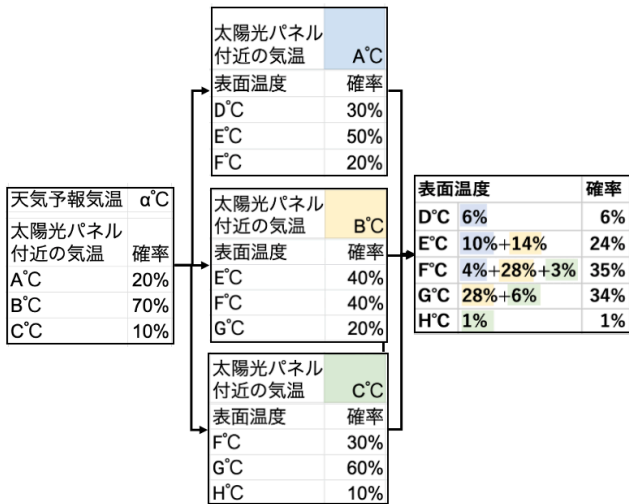 天気予報気温 α℃
太陽光パネル
付近の気温 確率
A℃ 20%
B℃ 70%
C℃ 10%
太陽光パネル
付近の気温 A℃
表面温度 確率
D℃ 30%
E℃ 50%
F℃ 20%
太陽光パネル
付近の気温 B℃
表面温度 確率
E℃ 40%
F℃ 40%
G℃ 20%
太陽光パネル
付近の気温 C℃
表面温度 確率
F℃ 30%
G℃ 60%
H℃ 10%
表面温度 確率
D℃ 6% 6%
E℃ 10%+14% 24%
F℃ 4%+28%+3% 35%
G℃ 28%+6% 34%
H℃ 1% 1%